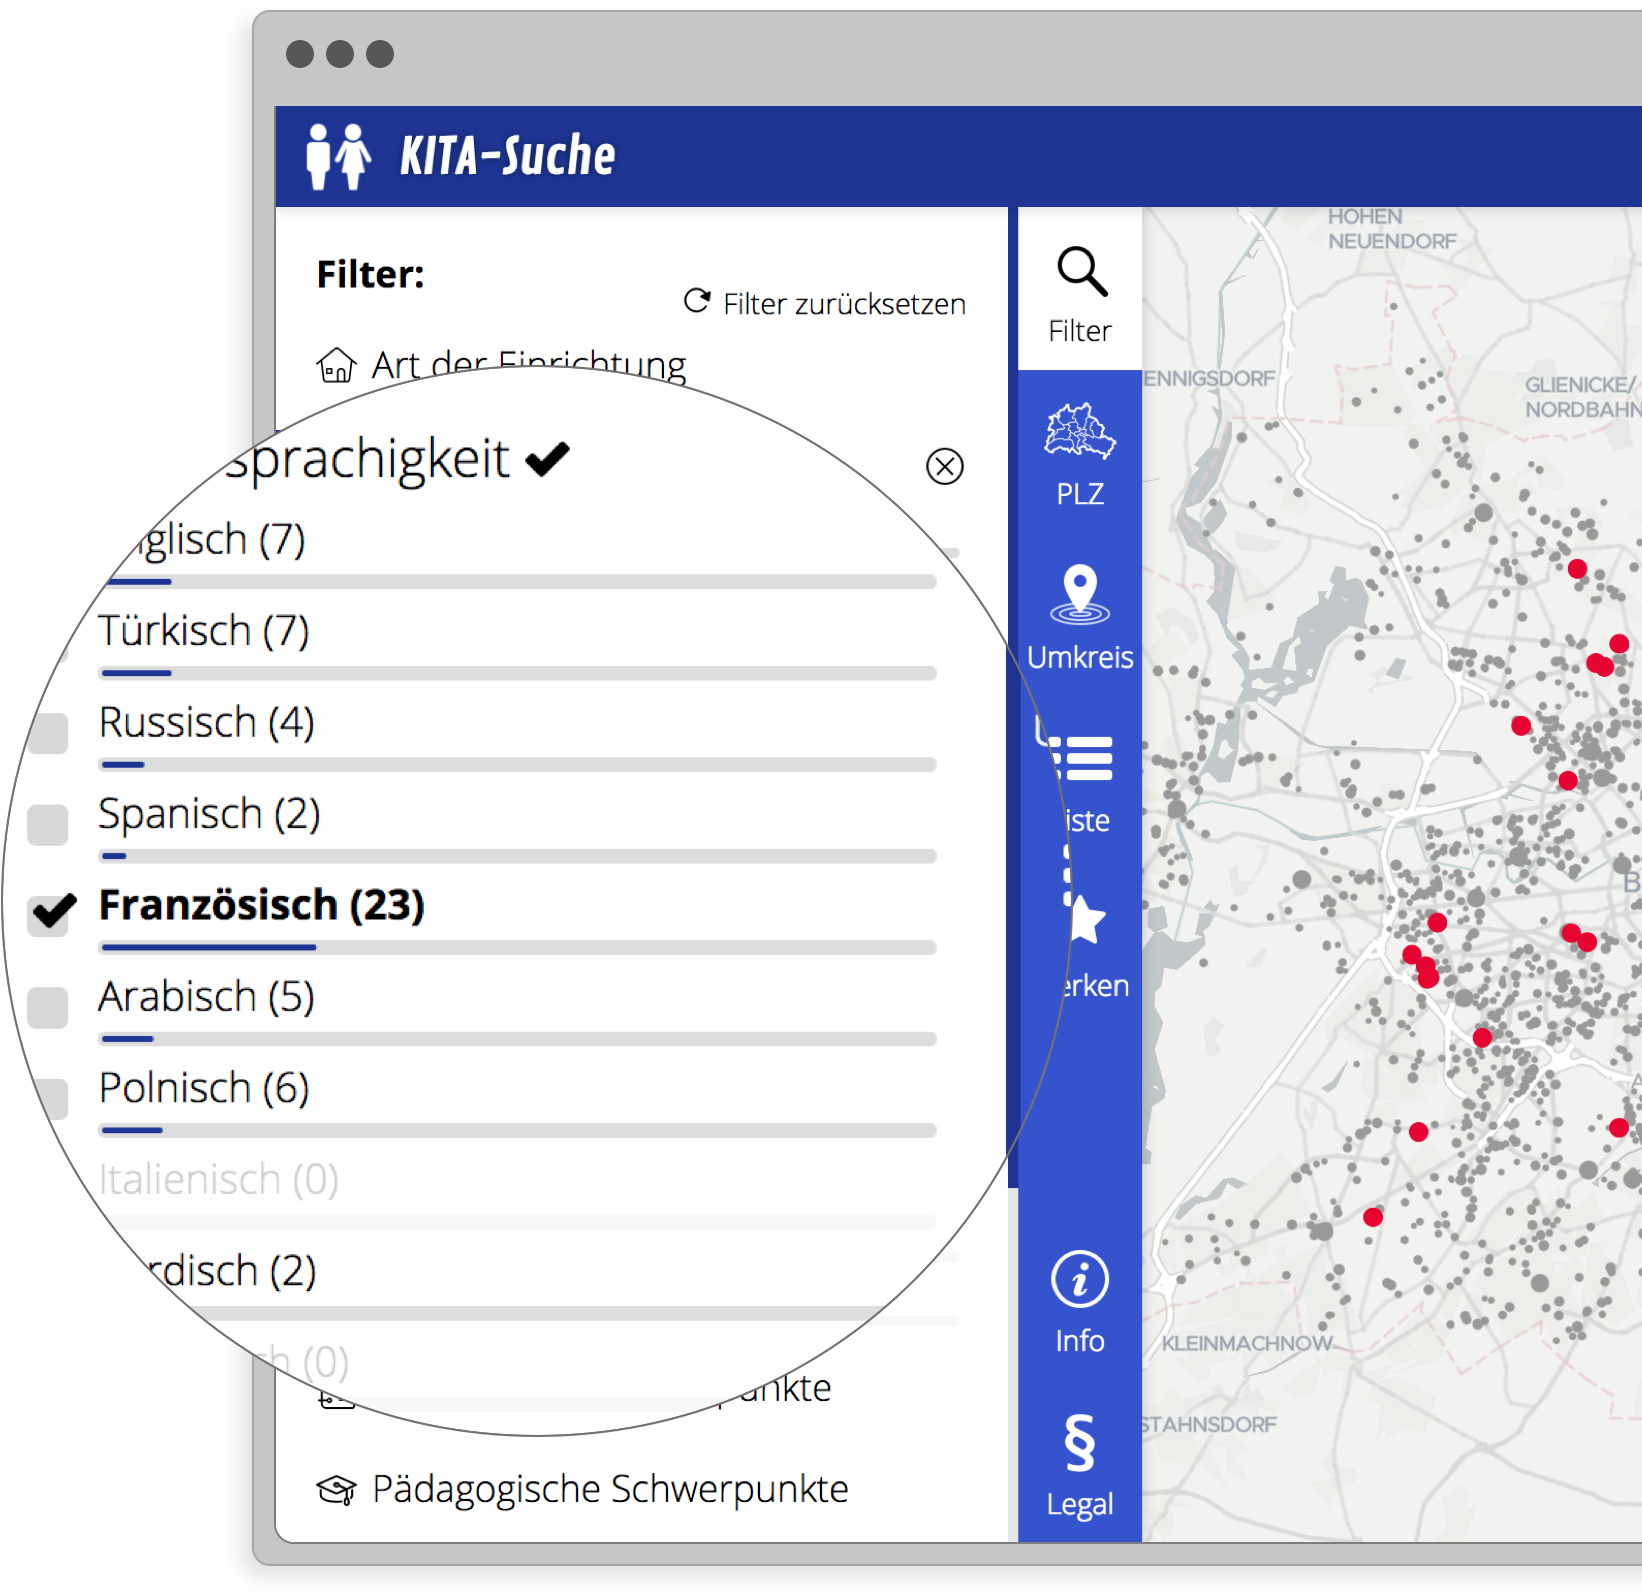 KITA-Suche
Filter:
Filter zurücksetzen
Art der Einrichtung
sprachigkeit
glisch (7)
Türkisch (7)
Russisch (4)
Spanisch (2)
Französisch (23)
Arabisch (5)
Polnisch (6)
Italienisch (0)
rdisch (2)
ch (0)
unkte
Pädagogische Schwerpunkte
Filter
PLZ
Umkreis
iste
erken
Info
§
Legal
HOHEN
NEUENDORF
ENNIGSDORF
GLIENICKE/
NORDBAHN
B
A
KLEINMACHNOW
STAHNSDORF